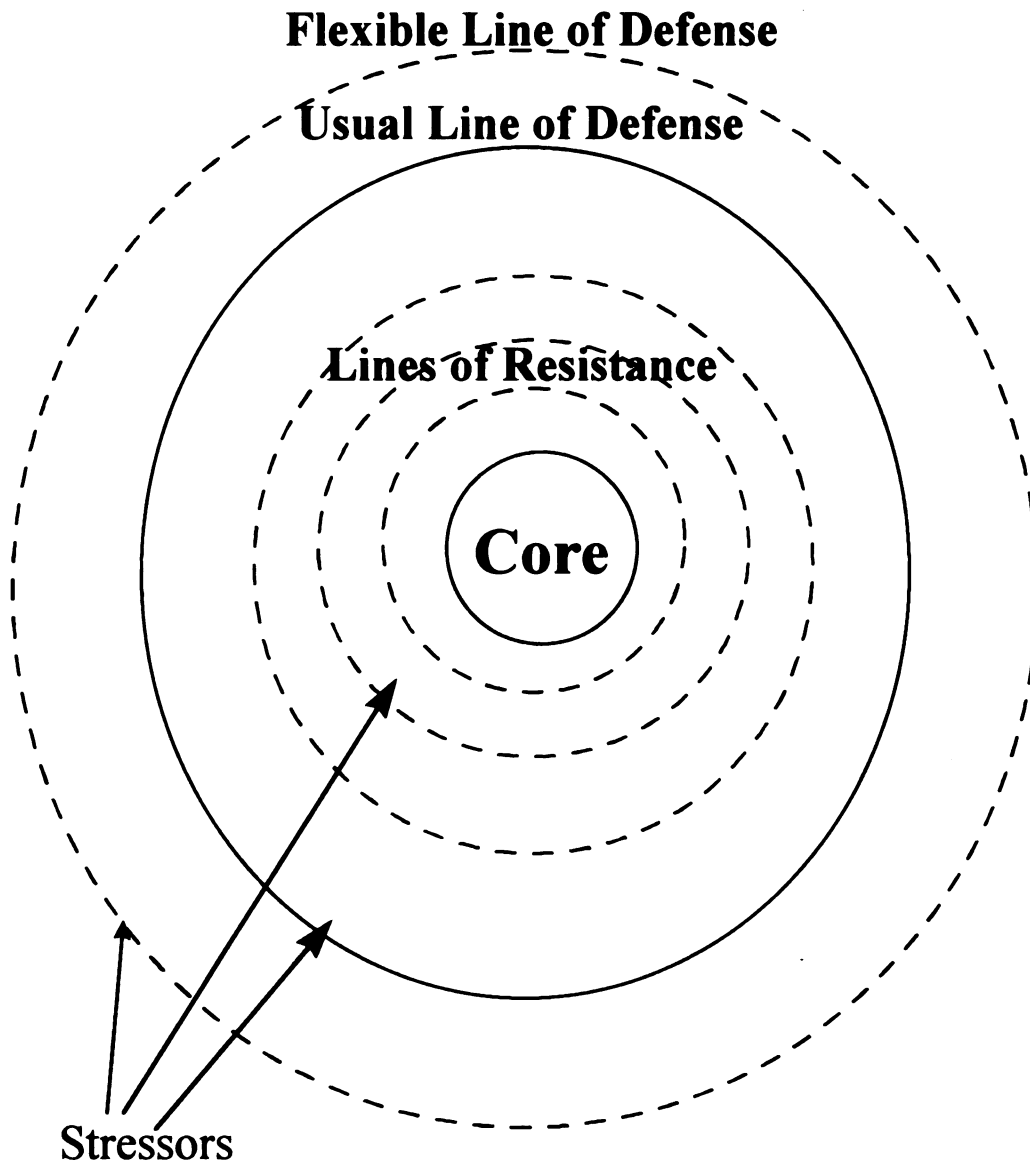 Flexible Line of Defense
Usual Line of Defense
Lines of Resistance
Core
Stressors